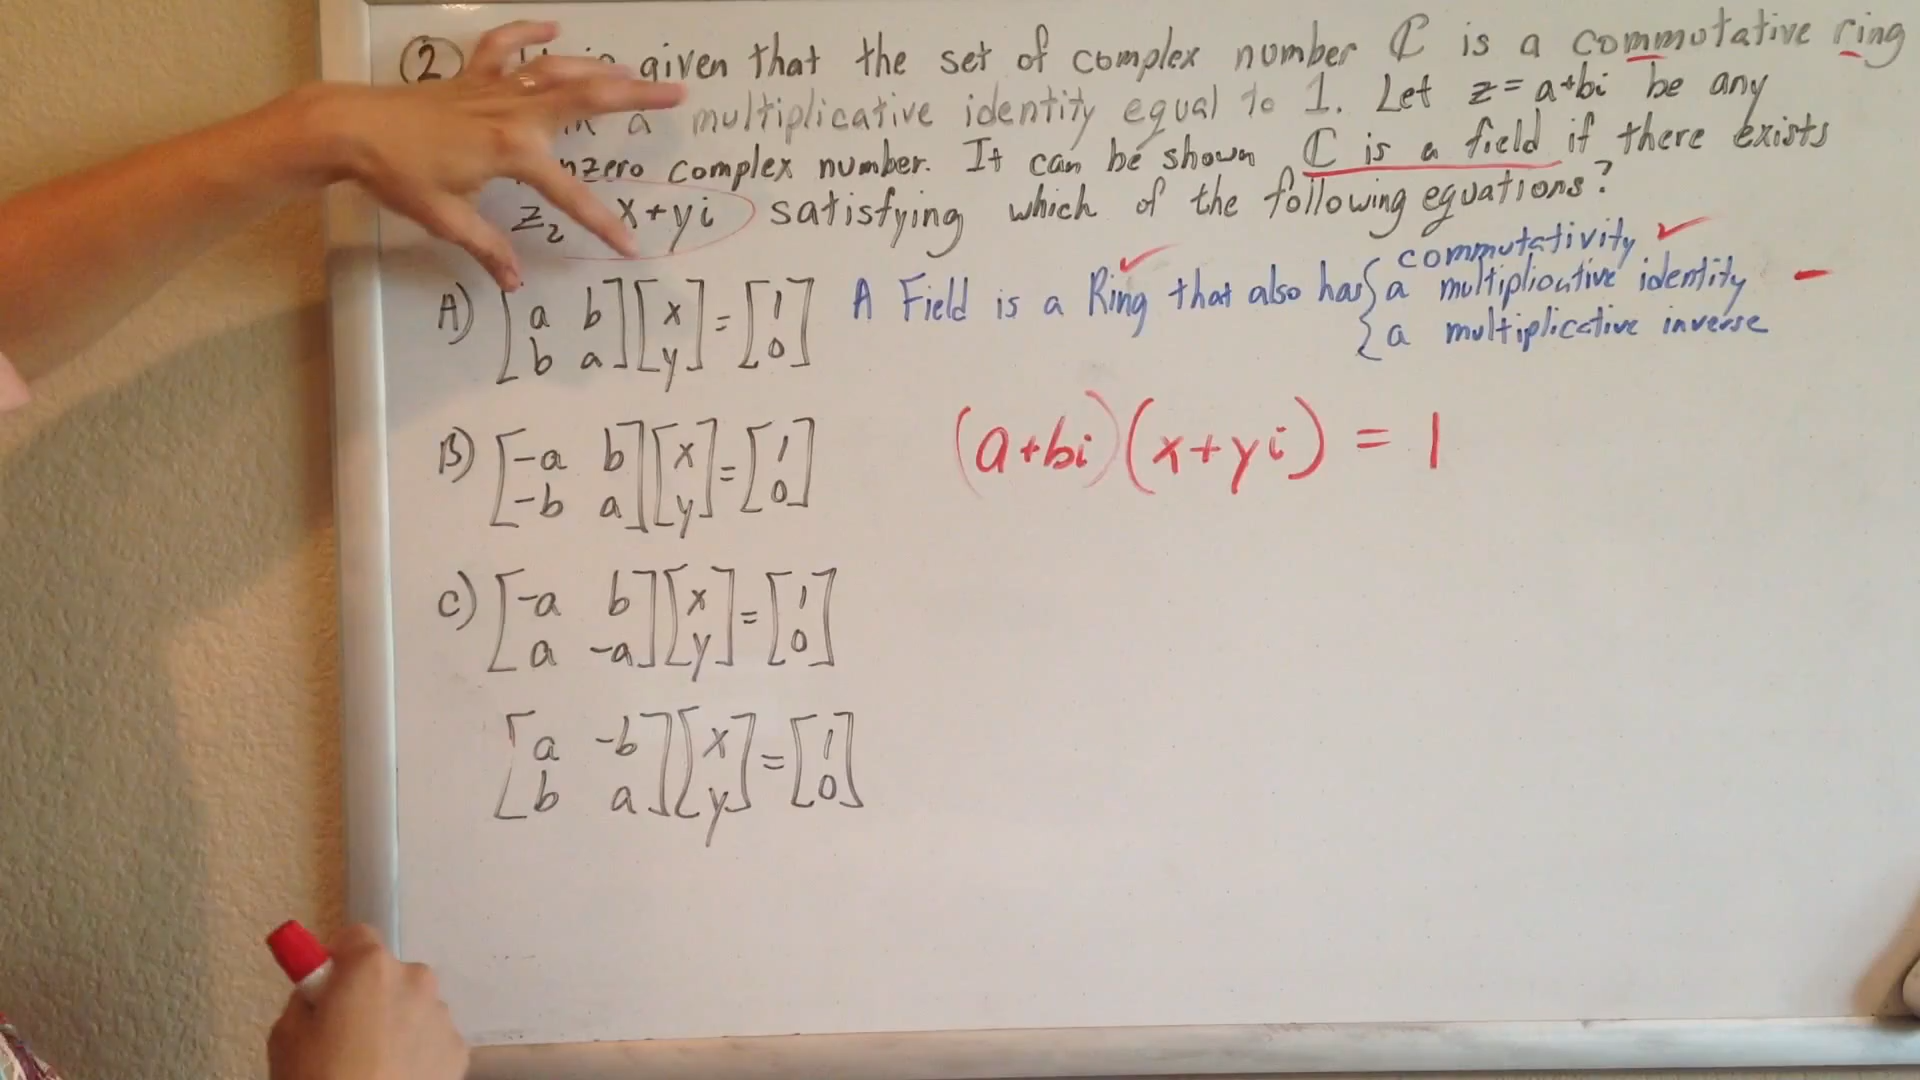 ② given that the set of complex number ℂ is a commutative ring
a multiplicative identity equal to 1. Let z=a+bi be any
complex number. It can be shown ℂ is a field if there exists
z₂ x+yi satisfying which of the following equations?
A) [a b; b a][x; y]=[1; 0]
A Field is a Ring that also has { commutativity
a multiplicative identity
a multiplicative inverse
(a+bi)(x+yi) = 1
B) [-a b; -b a][x; y]=[1; 0]
C) [-a b; a -a][x; y]=[1; 0]
[a -b; b a][x; y]=[1; 0]